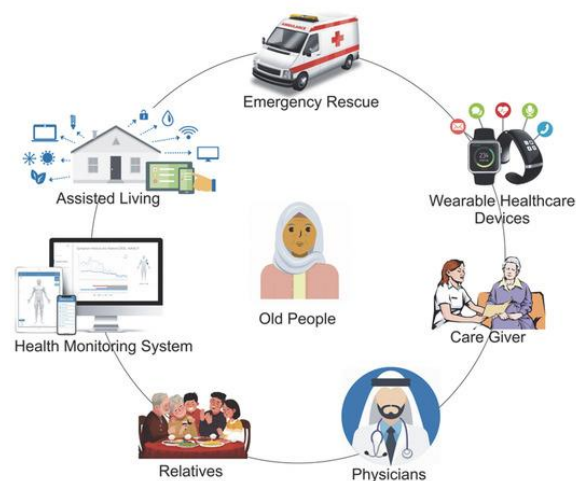 Emergency Rescue
Assisted Living
Wearable Healthcare
Devices
Old People
Health Monitoring System
Care Giver
Relatives
Physicians